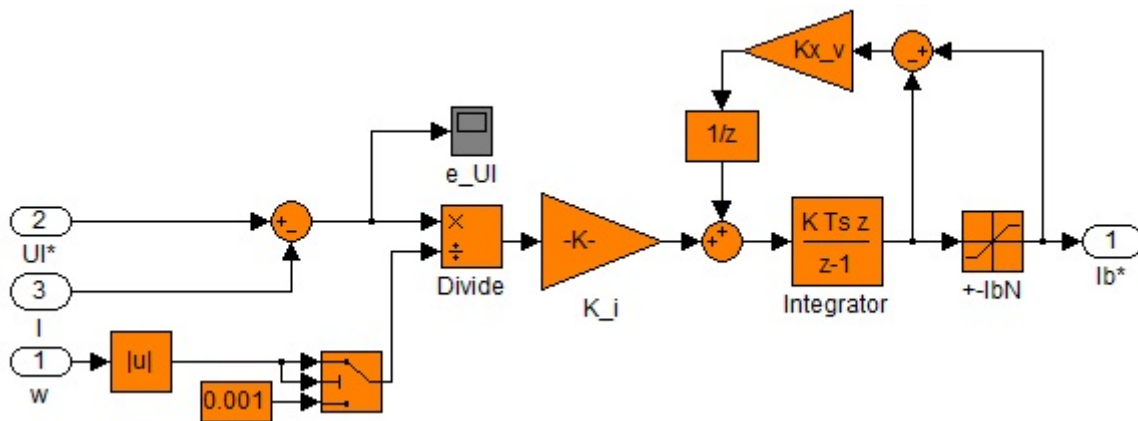 Kx_v
- +
1/z
e_UI
2
UI*
+ -
×
÷
Divide
-K-
K_i
+ +
K Ts z
z-1
Integrator
+-IbN
1
Ib*
3
I
1
w
|u|
0.001